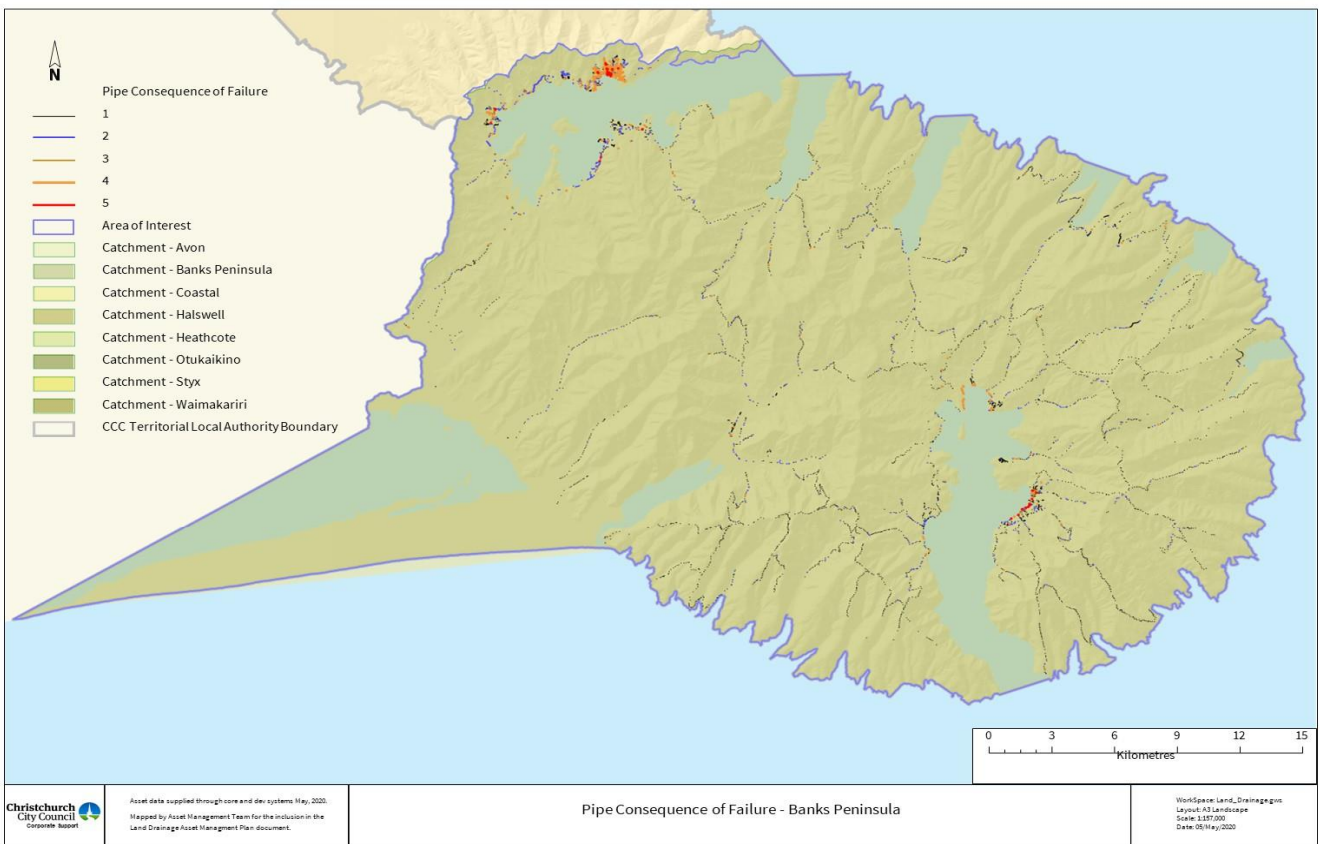 N
Pipe Consequence of Failure
1
2
3
4
5
Area of Interest
Catchment - Avon
Catchment - Banks Peninsula
Catchment - Coastal
Catchment - Halswell
Catchment - Heathcote
Catchment - Otukaikino
Catchment - Styx
Catchment - Waimakariri
CCC Territorial Local Authority Boundary
0 3 6 9 12 15
Kilometres
Christchurch
City Council
Corporate Support
Asset data supplied through core and dev systems May, 2020.
Mapped by Asset Management Team for the inclusion in the
Land Drainage Asset Managment Plan document.
Pipe Consequence of Failure - Banks Peninsula
WorkSpace: Land_Drainage.gws
Layout: A3 Landscape
Scale: 1:157,000
Date: 05/May/2020